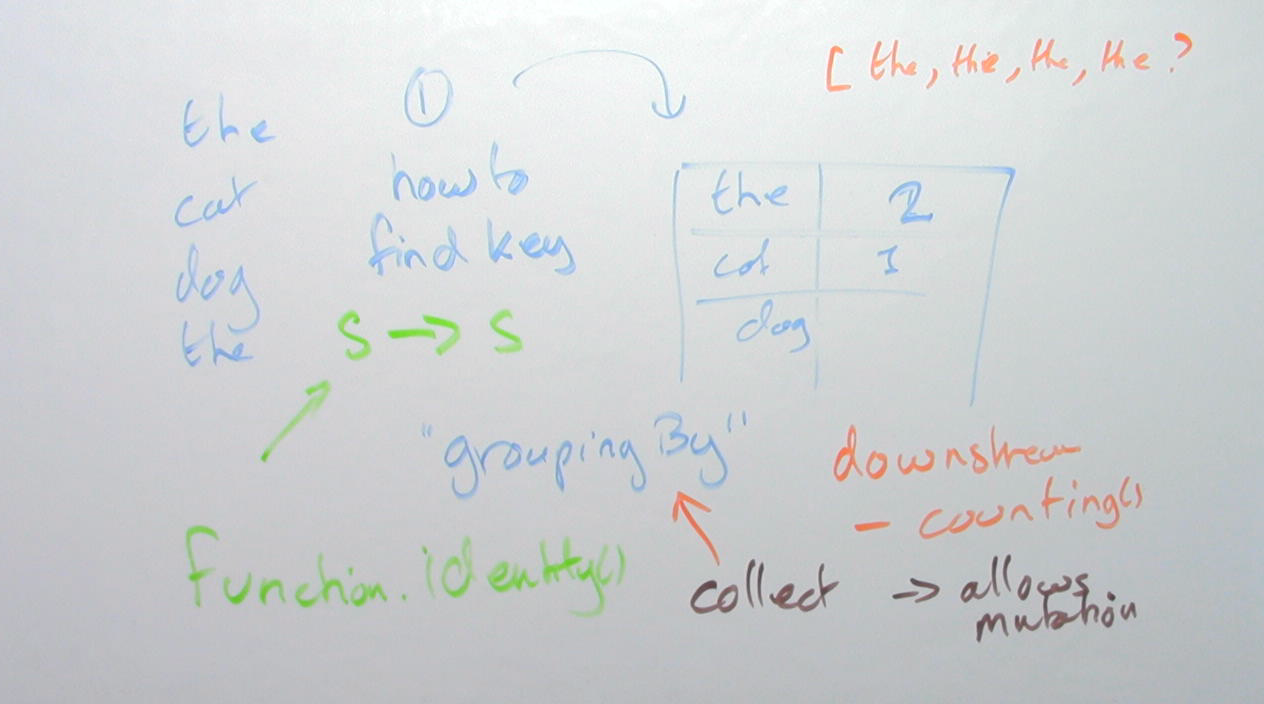 the
cat
dog
the
①
how to
find key
s → s
Function.identity()
[ the, the, the, the ?
the 2
cat 1
dog
"groupingBy"
downstream
- counting()
collect → allows
mutation